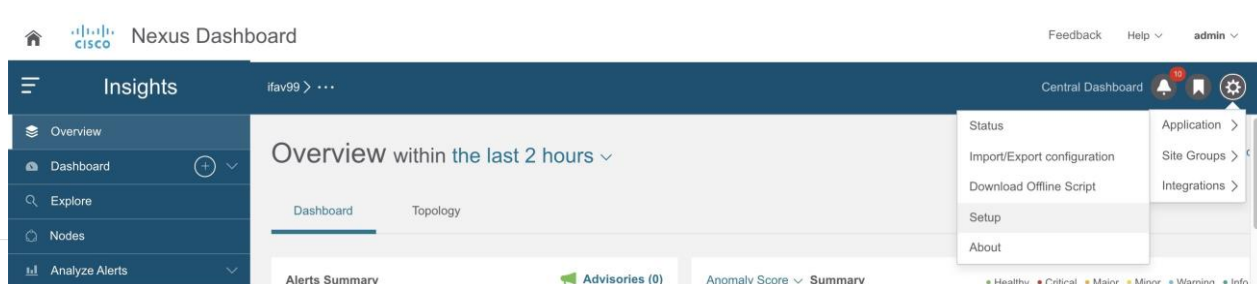 CISCO Nexus Dashboard Feedback Help admin
Insights ifav99 > ··· Central Dashboard 10
Overview
Dashboard
Explore
Nodes
Analyze Alerts
Overview within the last 2 hours
Dashboard Topology
Alerts Summary Advisories (0) Anomaly Score Summary Healthy Critical Major Minor Warning Info
Status
Import/Export configuration
Download Offline Script
Setup
About
Application >
Site Groups >
Integrations >